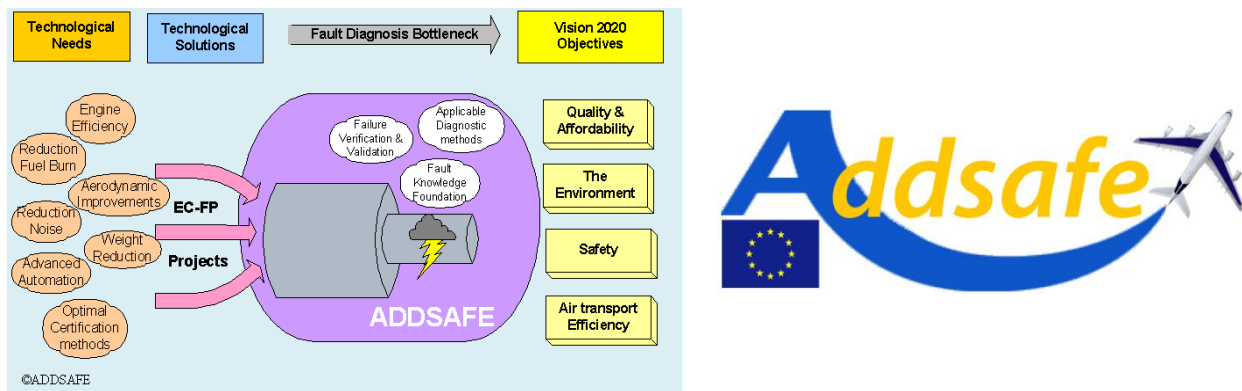 Technological
Needs
Technological
Solutions
Fault Diagnosis Bottleneck
Vision 2020
Objectives
Engine
Efficiency
Reduction
Fuel Burn
Aerodynamic
Improvements
Reduction
Noise
Weight
Reduction
Advanced
Automation
Optimal
Certification
methods
EC-FP
Projects
Failure
Verification &
Validation
Applicable
Diagnostic
methods
Fault
Knowledge
Foundation
ADDSAFE
Quality &
Affordability
The
Environment
Safety
Air transport
Efficiency
©ADDSAFE
Addsafe